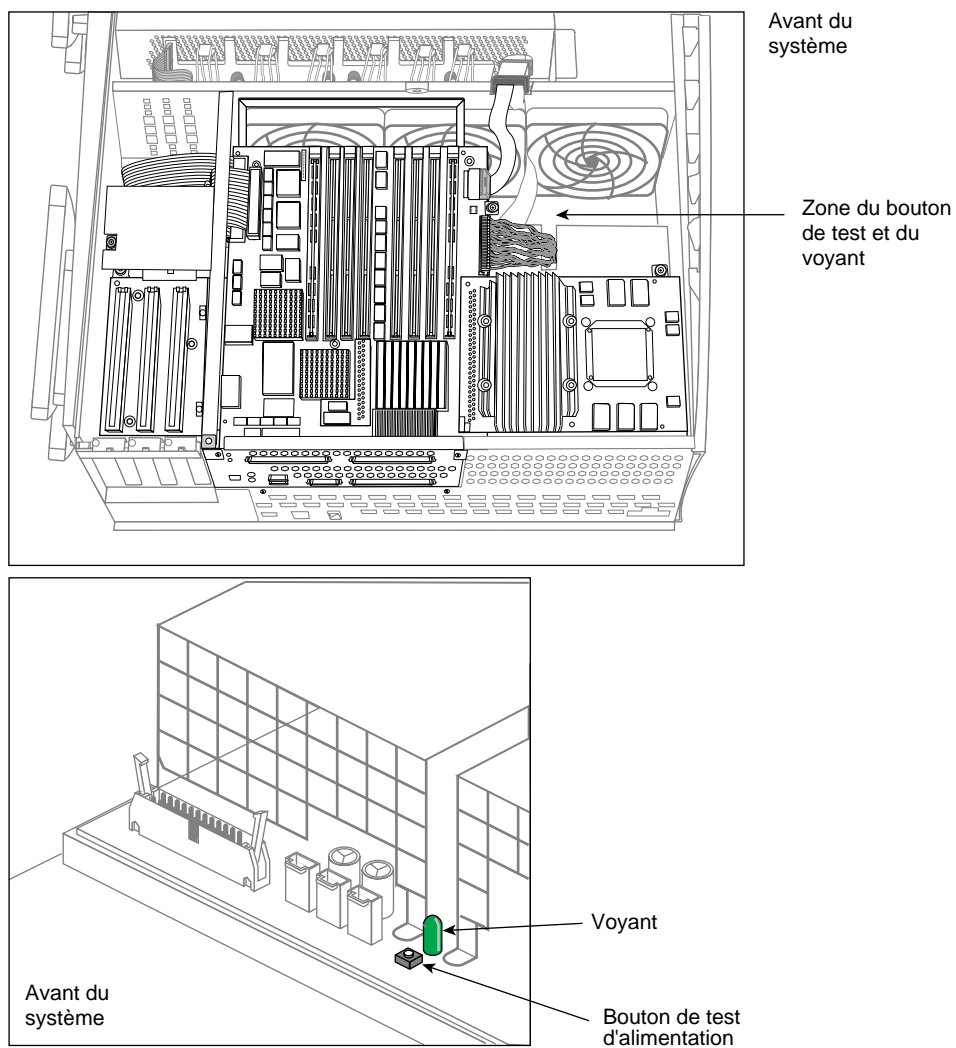 Avant du
système
Zone du bouton
de test et du
voyant
Voyant
Avant du
système
Bouton de test
d'alimentation